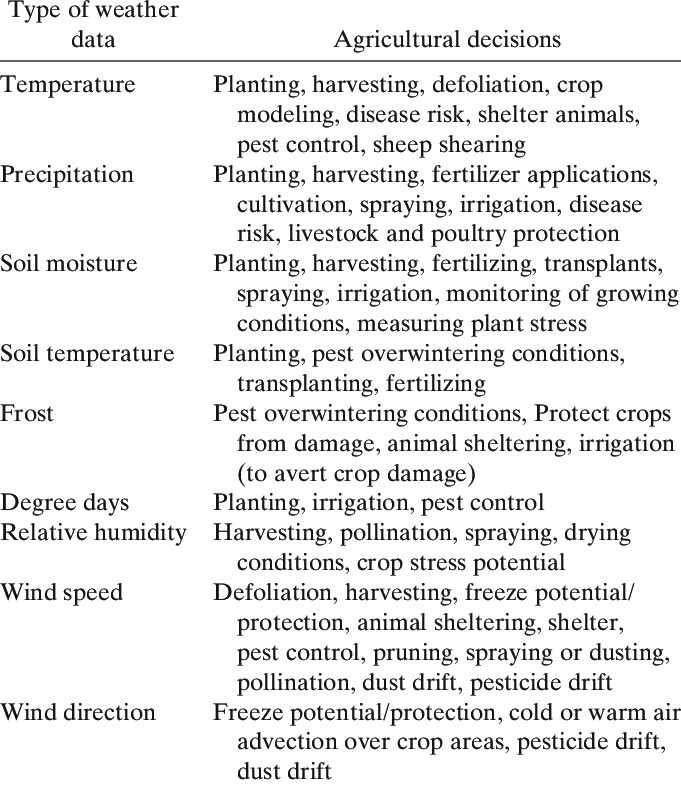 Type of weather
data
Agricultural decisions
Temperature
Planting, harvesting, defoliation, crop
modeling, disease risk, shelter animals,
pest control, sheep shearing
Precipitation
Planting, harvesting, fertilizer applications,
cultivation, spraying, irrigation, disease
risk, livestock and poultry protection
Soil moisture
Planting, harvesting, fertilizing, transplants,
spraying, irrigation, monitoring of growing
conditions, measuring plant stress
Soil temperature
Planting, pest overwintering conditions,
transplanting, fertilizing
Frost
Pest overwintering conditions, Protect crops
from damage, animal sheltering, irrigation
(to avert crop damage)
Degree days
Planting, irrigation, pest control
Relative humidity
Harvesting, pollination, spraying, drying
conditions, crop stress potential
Wind speed
Defoliation, harvesting, freeze potential/
protection, animal sheltering, shelter,
pest control, pruning, spraying or dusting,
pollination, dust drift, pesticide drift
Wind direction
Freeze potential/protection, cold or warm air
advection over crop areas, pesticide drift,
dust drift